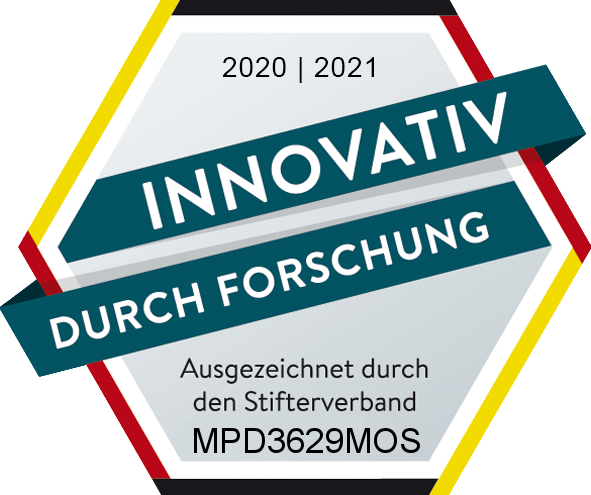 2020 | 2021
INNOVATIV
DURCH FORSCHUNG
Ausgezeichnet durch
den Stifterverband
MPD3629MOS